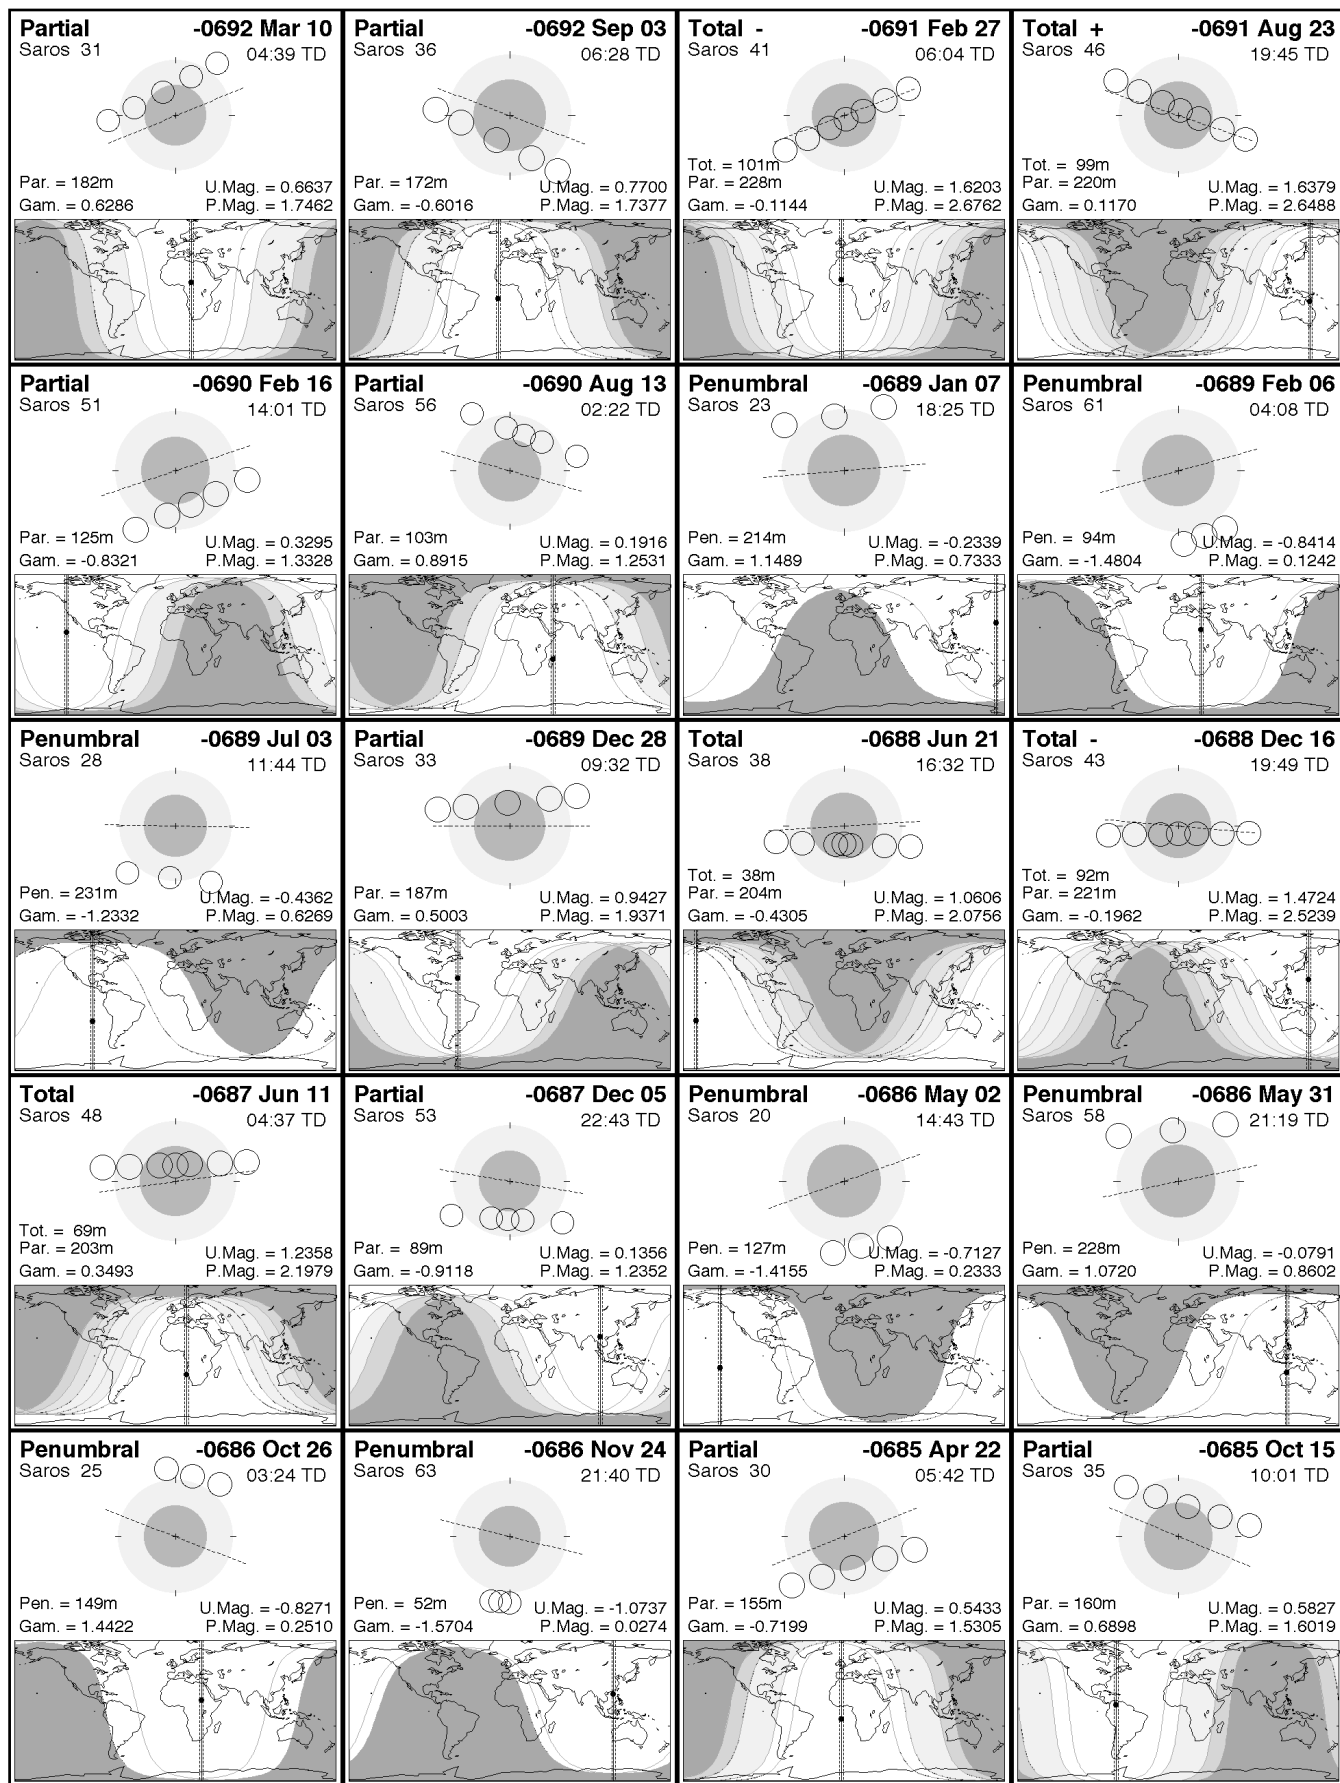 Partial -0692 Mar 10
Saros 31 04:39 TD
Par. = 182m U.Mag. = 0.6637
Gam. = 0.6286 P.Mag. = 1.7462
Partial -0692 Sep 03
Saros 36 06:28 TD
Par. = 172m U.Mag. = 0.7700
Gam. = -0.6016 P.Mag. = 1.7377
Total - -0691 Feb 27
Saros 41 06:04 TD
Tot. = 101m
Par. = 228m U.Mag. = 1.6203
Gam. = -0.1144 P.Mag. = 2.6762
Total + -0691 Aug 23
Saros 46 19:45 TD
Tot. = 99m
Par. = 220m U.Mag. = 1.6379
Gam. = 0.1170 P.Mag. = 2.6488
Partial -0690 Feb 16
Saros 51 14:01 TD
Par. = 125m U.Mag. = 0.3295
Gam. = -0.8321 P.Mag. = 1.3328
Partial -0690 Aug 13
Saros 56 02:22 TD
Par. = 103m U.Mag. = 0.1916
Gam. = 0.8915 P.Mag. = 1.2531
Penumbral -0689 Jan 07
Saros 23 18:25 TD
Pen. = 214m U.Mag. = -0.2339
Gam. = 1.1489 P.Mag. = 0.7333
Penumbral -0689 Feb 06
Saros 61 04:08 TD
Pen. = 94m U.Mag. = -0.8414
Gam. = -1.4804 P.Mag. = 0.1242
Penumbral -0689 Jul 03
Saros 28 11:44 TD
Pen. = 231m U.Mag. = -0.4362
Gam. = -1.2332 P.Mag. = 0.6269
Partial -0689 Dec 28
Saros 33 09:32 TD
Par. = 187m U.Mag. = 0.9427
Gam. = 0.5003 P.Mag. = 1.9371
Total -0688 Jun 21
Saros 38 16:32 TD
Tot. = 38m
Par. = 204m U.Mag. = 1.0606
Gam. = -0.4305 P.Mag. = 2.0756
Total - -0688 Dec 16
Saros 43 19:49 TD
Tot. = 92m
Par. = 221m U.Mag. = 1.4724
Gam. = -0.1962 P.Mag. = 2.5239
Total -0687 Jun 11
Saros 48 04:37 TD
Tot. = 69m
Par. = 203m U.Mag. = 1.2358
Gam. = 0.3493 P.Mag. = 2.1979
Partial -0687 Dec 05
Saros 53 22:43 TD
Par. = 89m U.Mag. = 0.1356
Gam. = -0.9118 P.Mag. = 1.2352
Penumbral -0686 May 02
Saros 20 14:43 TD
Pen. = 127m U.Mag. = -0.7127
Gam. = -1.4155 P.Mag. = 0.2333
Penumbral -0686 May 31
Saros 58 21:19 TD
Pen. = 228m U.Mag. = -0.0791
Gam. = 1.0720 P.Mag. = 0.8602
Penumbral -0686 Oct 26
Saros 25 03:24 TD
Pen. = 149m U.Mag. = -0.8271
Gam. = 1.4422 P.Mag. = 0.2510
Penumbral -0686 Nov 24
Saros 63 21:40 TD
Pen. = 52m U.Mag. = -1.0737
Gam. = -1.5704 P.Mag. = 0.0274
Partial -0685 Apr 22
Saros 30 05:42 TD
Par. = 155m U.Mag. = 0.5433
Gam. = -0.7199 P.Mag. = 1.5305
Partial -0685 Oct 15
Saros 35 10:01 TD
Par. = 160m U.Mag. = 0.5827
Gam. = 0.6898 P.Mag. = 1.6019